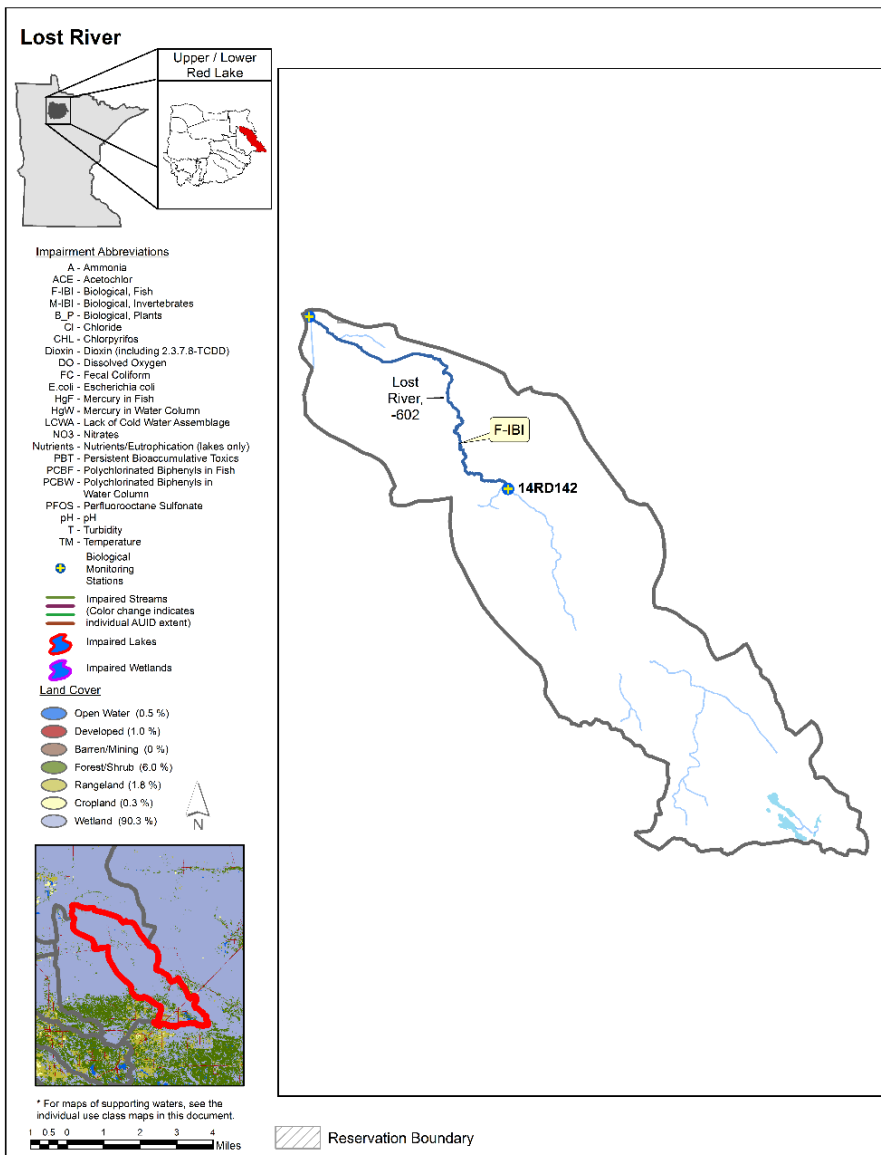 Lost River
Upper / Lower
Red Lake
Impairment Abbreviations
A - Ammonia
ACE - Acetochlor
F-IBI - Biological, Fish
M-IBI - Biological, Invertebrates
B_P - Biological, Plants
Cl - Chloride
CHL - Chlorpyrifos
Dioxin - Dioxin (including 2.3.7.8-TCDD)
DO - Dissolved Oxygen
FC - Fecal Coliform
E.coli - Escherichia coli
HgF - Mercury in Fish
HgW - Mercury in Water Column
LCWA - Lack of Cold Water Assemblage
NO3 - Nitrates
Nutrients - Nutrients/Eutrophication (lakes only)
PBT - Persistent Bioaccumulative Toxics
PCBF - Polychlorinated Biphenyls in Fish
PCBW - Polychlorinated Biphenyls in
Water Column
PFOS - Perfluorooctane Sulfonate
pH - pH
T - Turbidity
TM - Temperature
Biological
Monitoring
Stations
Impaired Streams
(Color change indicates
individual AUID extent)
Impaired Lakes
Impaired Wetlands
Land Cover
Open Water (0.5 %)
Developed (1.0 %)
Barren/Mining (0 %)
Forest/Shrub (6.0 %)
Rangeland (1.8 %)
Cropland (0.3 %)
Wetland (90.3 %)
N
* For maps of supporting waters, see the
individual use class maps in this document.
1 0.5 0 1 2 3 4
Miles
Lost
River,
-602
F-IBI
14RD142
Reservation Boundary